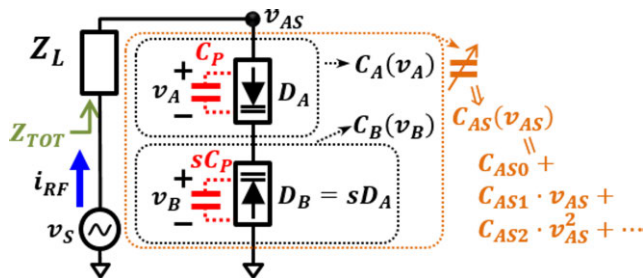 v_AS
Z_L
C_P
+
v_A
−
D_A
C_A(v_A)
C_B(v_B)
C_AS(v_AS)
=
C_AS0 +
C_AS1 · v_AS +
C_AS2 · v_AS^2 + ⋯
Z_TOT
i_RF
v_S
sC_P
+
v_B
−
D_B = sD_A